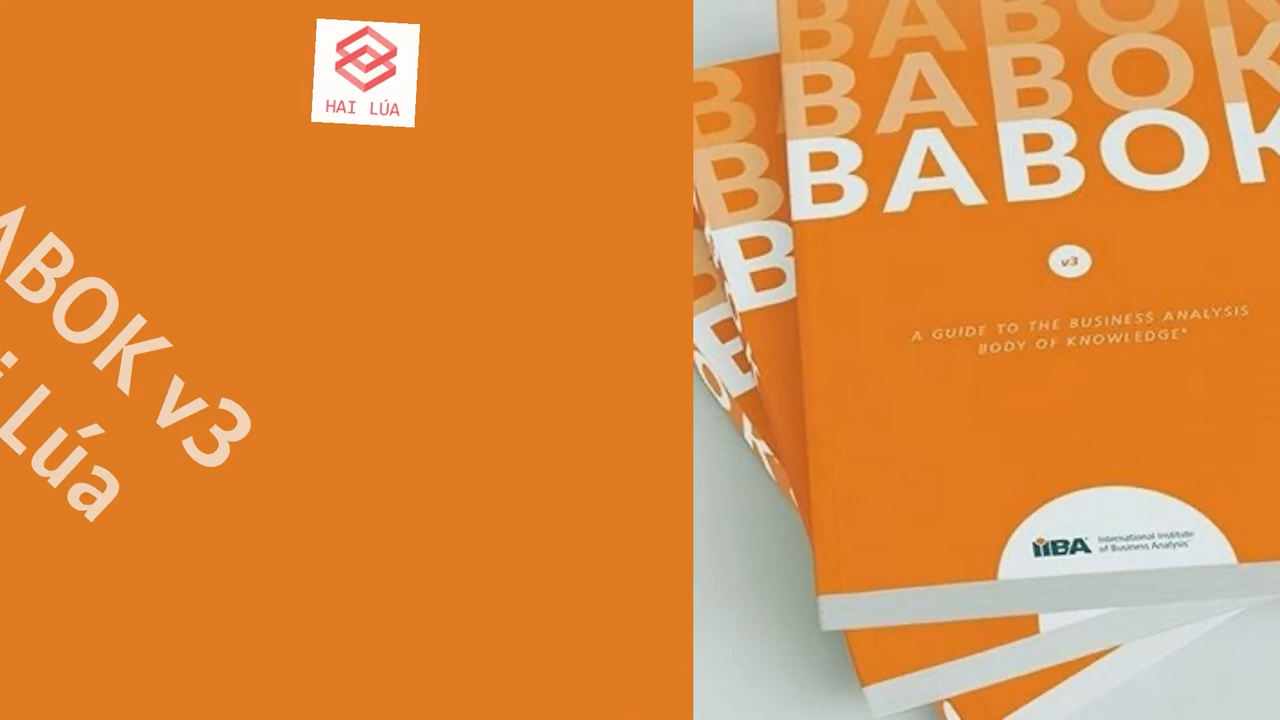 HAI LÚA
ABOK v3
i Lúa
BABOK
BABOK
BABOK
v3
A GUIDE TO THE BUSINESS ANALYSIS
BODY OF KNOWLEDGE®
iiBA
International Institute
of Business Analysis
B
B
B
B